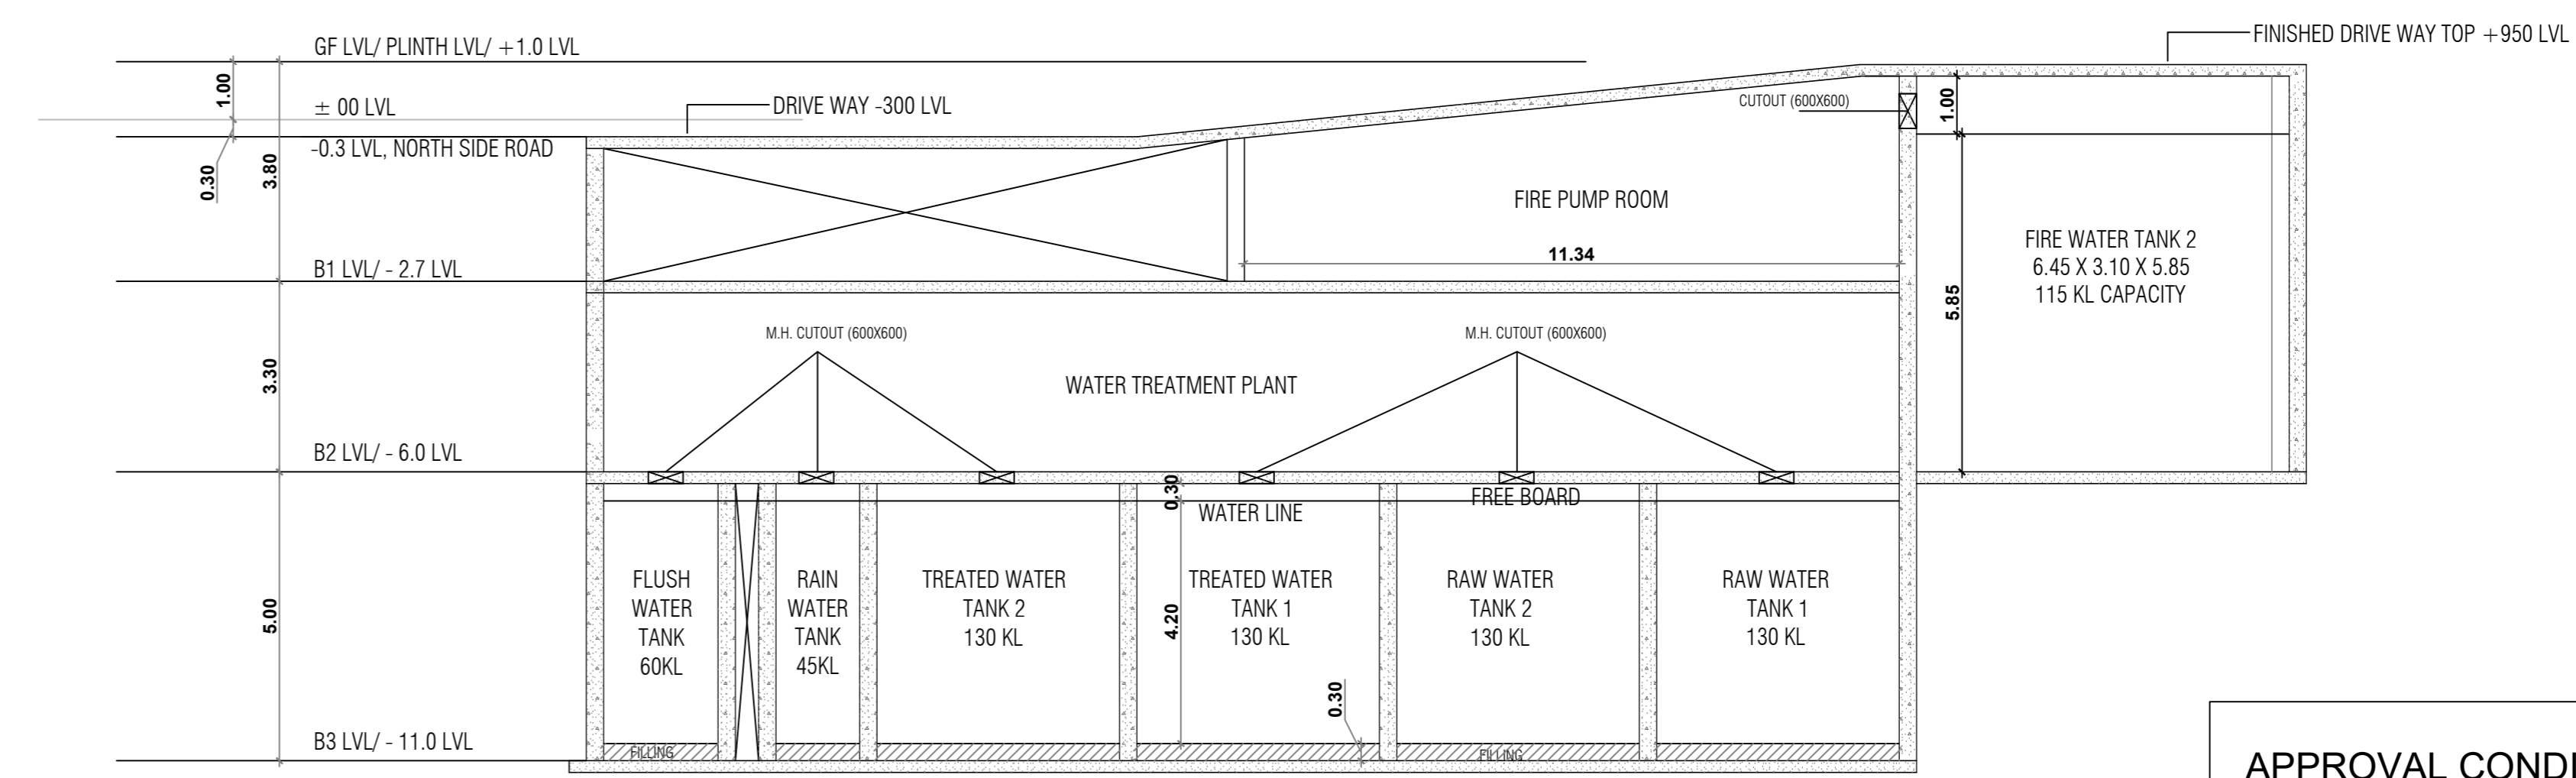 GF LVL/ PLINTH LVL/ +1.0 LVL
FINISHED DRIVE WAY TOP +950 LVL
1.00
± 00 LVL
DRIVE WAY -300 LVL
CUTOUT (600X600)
1.00
-0.3 LVL, NORTH SIDE ROAD
0.30
3.80
FIRE PUMP ROOM
11.34
FIRE WATER TANK 2
6.45 X 3.10 X 5.85
115 KL CAPACITY
5.85
B1 LVL/ - 2.7 LVL
M.H. CUTOUT (600X600)
M.H. CUTOUT (600X600)
3.30
WATER TREATMENT PLANT
B2 LVL/ - 6.0 LVL
0.30
FREE BOARD
WATER LINE
5.00
FLUSH
WATER
TANK
60KL
RAIN
WATER
TANK
45KL
TREATED WATER
TANK 2
130 KL
4.20
TREATED WATER
TANK 1
130 KL
RAW WATER
TANK 2
130 KL
RAW WATER
TANK 1
130 KL
0.30
B3 LVL/ - 11.0 LVL
FILLING
FILLING